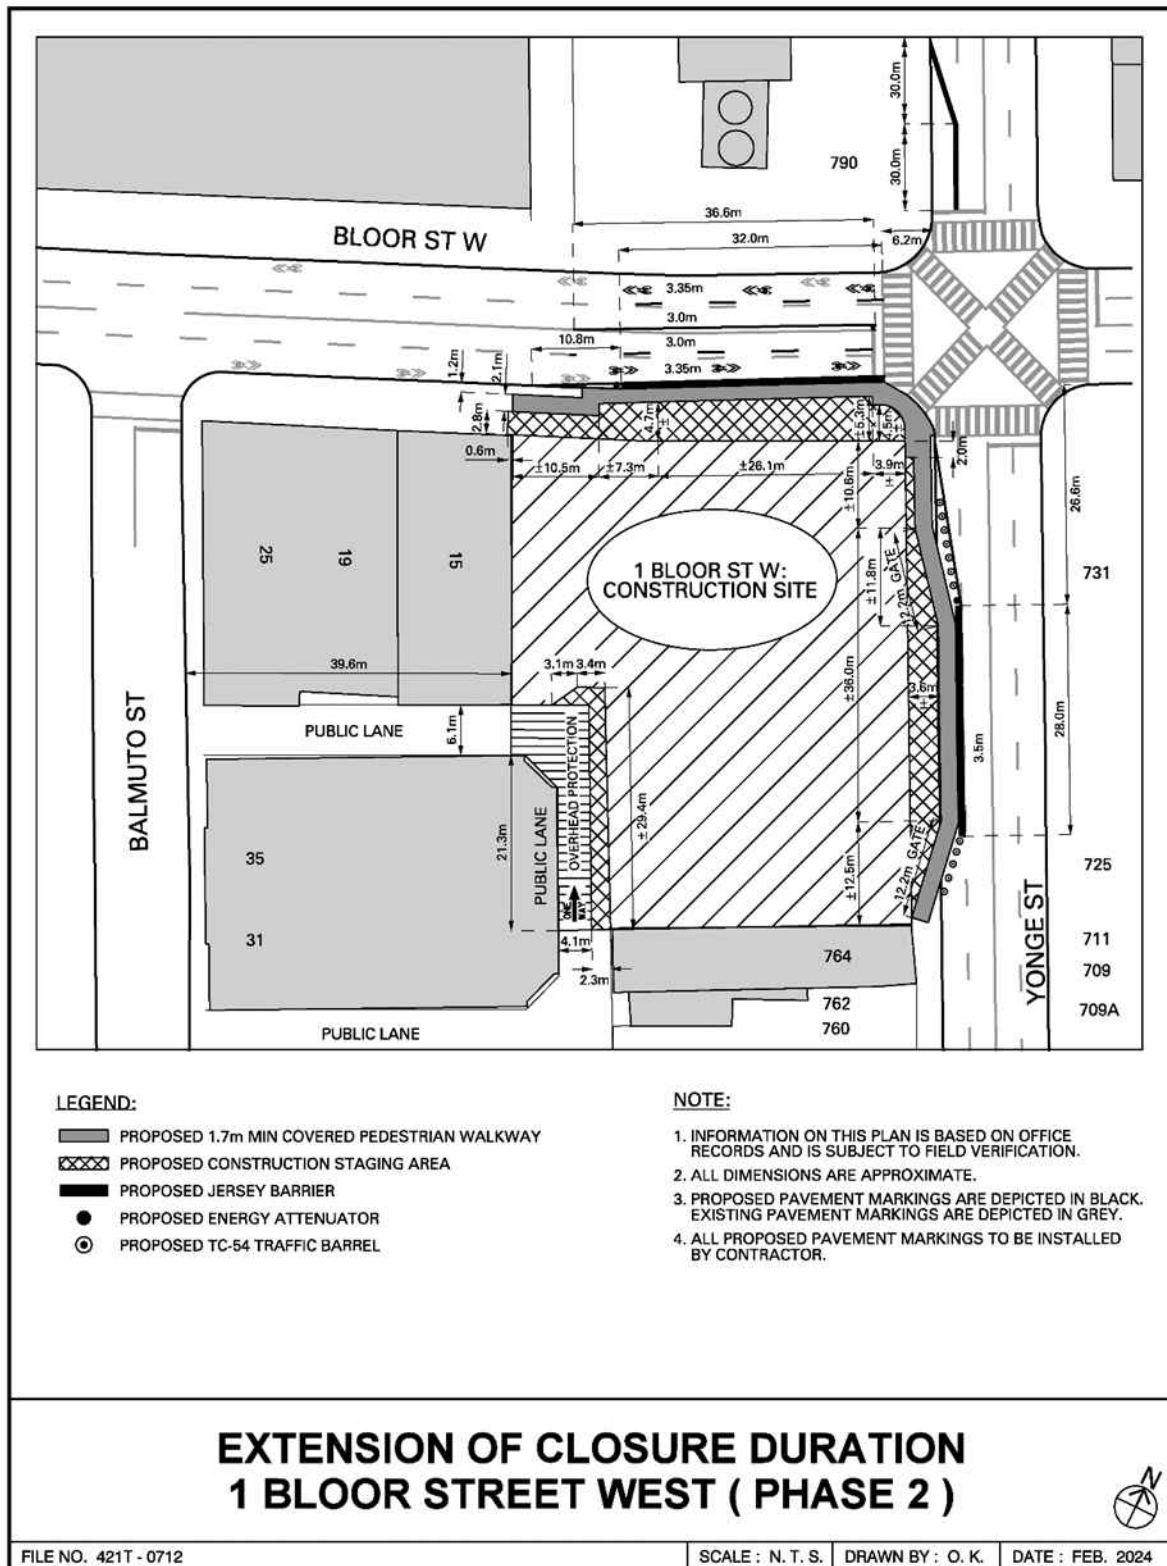 30.0m
30.0m
790
36.6m
32.0m
6.2m
BLOOR ST W
3.35m
3.0m
3.0m
3.35m
10.8m
1.2m
2.1m
2.8m
4.7m
±
±5.3m
4.5m
±
2.0m
0.6m
±10.5m
±7.3m
±26.1m
3.9m
±
±10.6m
26.6m
25
19
15
1 BLOOR ST W:
CONSTRUCTION SITE
±11.8m
12.2m GATE
731
39.6m
3.1m
3.4m
±36.0m
3.6m
±
PUBLIC LANE
6.1m
OVERHEAD PROTECTION
3.5m
28.0m
BALMUTO ST
21.3m
PUBLIC LANE
±29.4m
35
31
ONE
WAY
±12.5m
12.2m GATE
725
4.1m
2.3m
764
762
760
YONGE ST
711
709
709A
PUBLIC LANE
LEGEND:
PROPOSED 1.7m MIN COVERED PEDESTRIAN WALKWAY
PROPOSED CONSTRUCTION STAGING AREA
PROPOSED JERSEY BARRIER
PROPOSED ENERGY ATTENUATOR
PROPOSED TC-54 TRAFFIC BARREL
NOTE:
1. INFORMATION ON THIS PLAN IS BASED ON OFFICE
RECORDS AND IS SUBJECT TO FIELD VERIFICATION.
2. ALL DIMENSIONS ARE APPROXIMATE.
3. PROPOSED PAVEMENT MARKINGS ARE DEPICTED IN BLACK.
EXISTING PAVEMENT MARKINGS ARE DEPICTED IN GREY.
4. ALL PROPOSED PAVEMENT MARKINGS TO BE INSTALLED
BY CONTRACTOR.
EXTENSION OF CLOSURE DURATION
1 BLOOR STREET WEST ( PHASE 2 )
N
FILE NO. 421T - 0712
SCALE : N. T. S.
DRAWN BY : O. K.
DATE : FEB. 2024